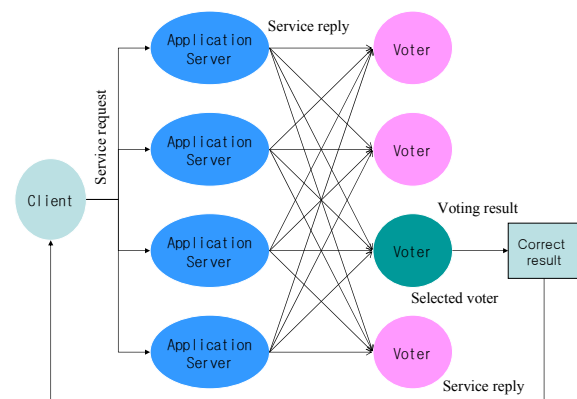 Service reply
Application
Server
Voter
Service request
Application
Server
Voter
Client
Application
Server
Voter
Voting result
Correct
result
Selected voter
Application
Server
Voter
Service reply